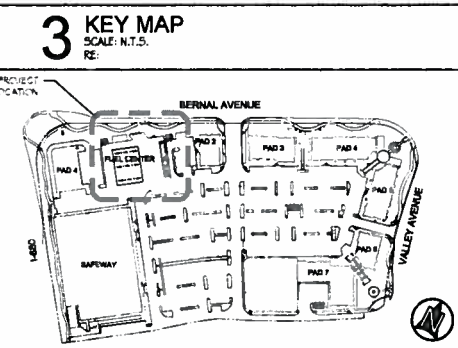 3 KEY MAP
SCALE: N.T.S.
RE:
PROJECT
LOCATION
BERNAL AVENUE
PAD 4
FUEL CENTER
PAD 2
PAD 3
PAD 4
PAD 5
VALLEY AVENUE
I-680
SAFEWAY
PAD 6
PAD 7
N